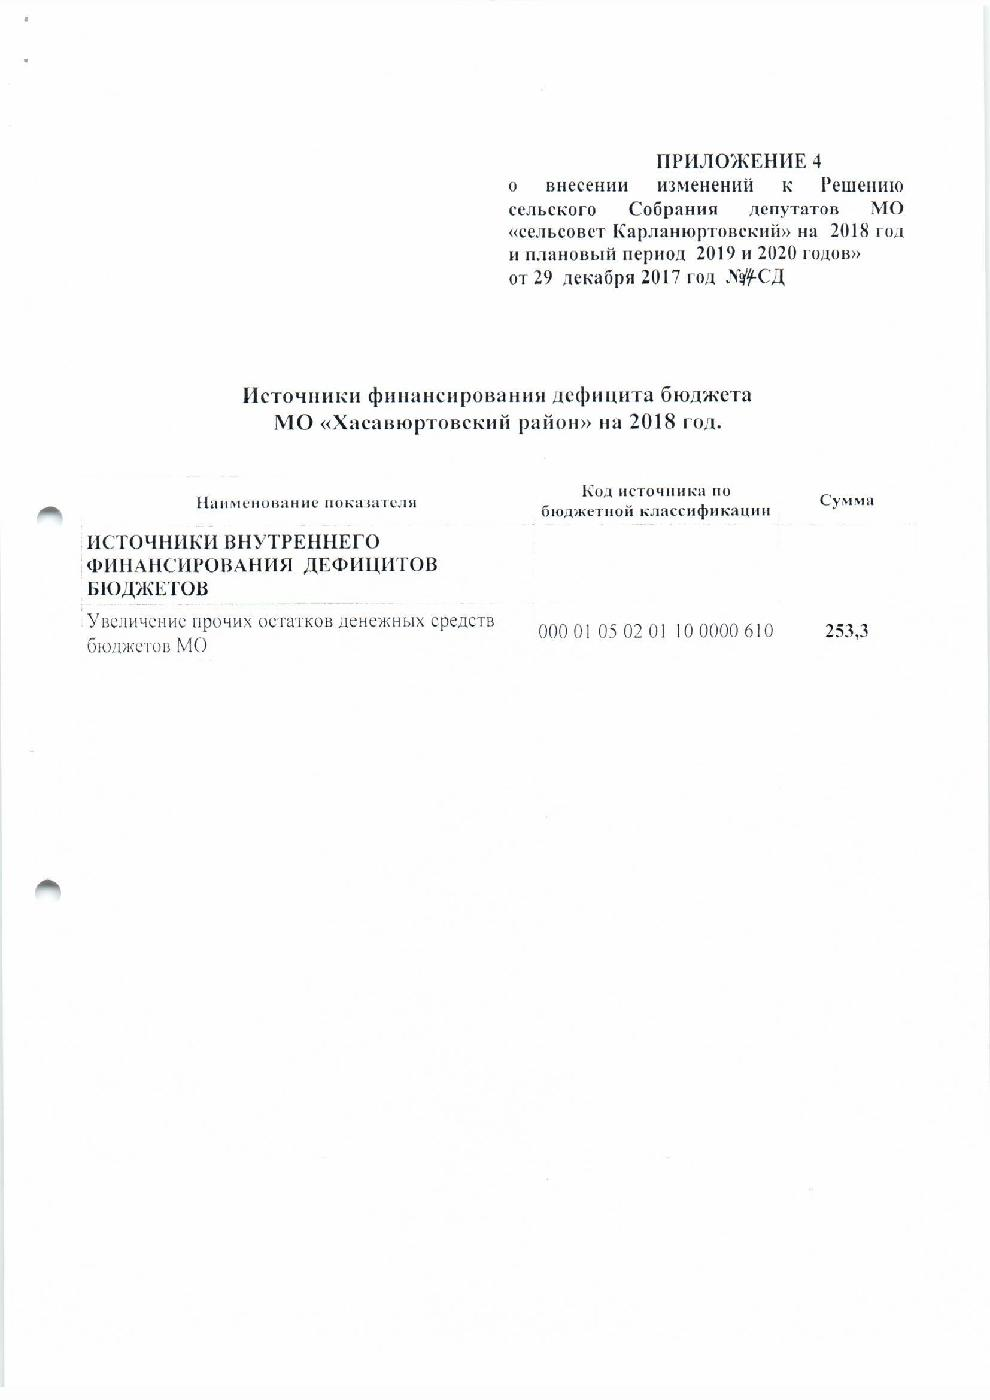 ПРИЛОЖЕНИЕ 4
о внесении изменений к Решению
сельского Собрания депутатов МО
«сельсовет Карланюртовский» на 2018 год
и плановый период 2019 и 2020 годов»
от 29 декабря 2017 год № -СД
Источники финансирования дефицита бюджета
МО «Хасавюртовский район» на 2018 год.
Наименование показателя
Код источника по
бюджетной классификации
Сумма
ИСТОЧНИКИ ВНУТРЕННЕГО
ФИНАНСИРОВАНИЯ ДЕФИЦИТОВ
БЮДЖЕТОВ
Увеличение прочих остатков денежных средств
бюджетов МО
000 01 05 02 01 10 0000 610
253,3